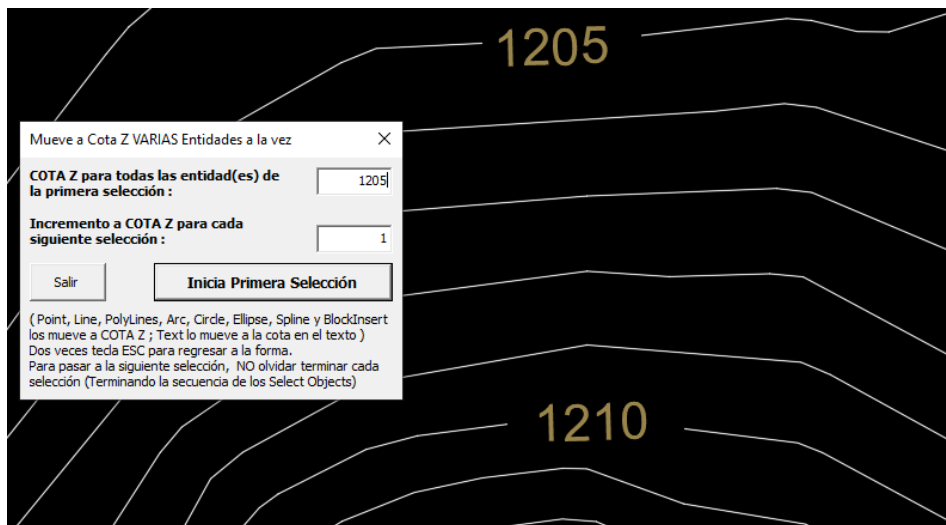 1205
Mueve a Cota Z VARIAS Entidades a la vez
COTA Z para todas las entidad(es) de
la primera selección :
1205
Incremento a COTA Z para cada
siguiente selección :
1
Salir
Inicia Primera Selección
( Point, Line, PolyLines, Arc, Circle, Ellipse, Spline y BlockInsert
los mueve a COTA Z ; Text lo mueve a la cota en el texto )
Dos veces tecla ESC para regresar a la forma.
Para pasar a la siguiente selección, NO olvidar terminar cada
selección (Terminando la secuencia de los Select Objects)
1210